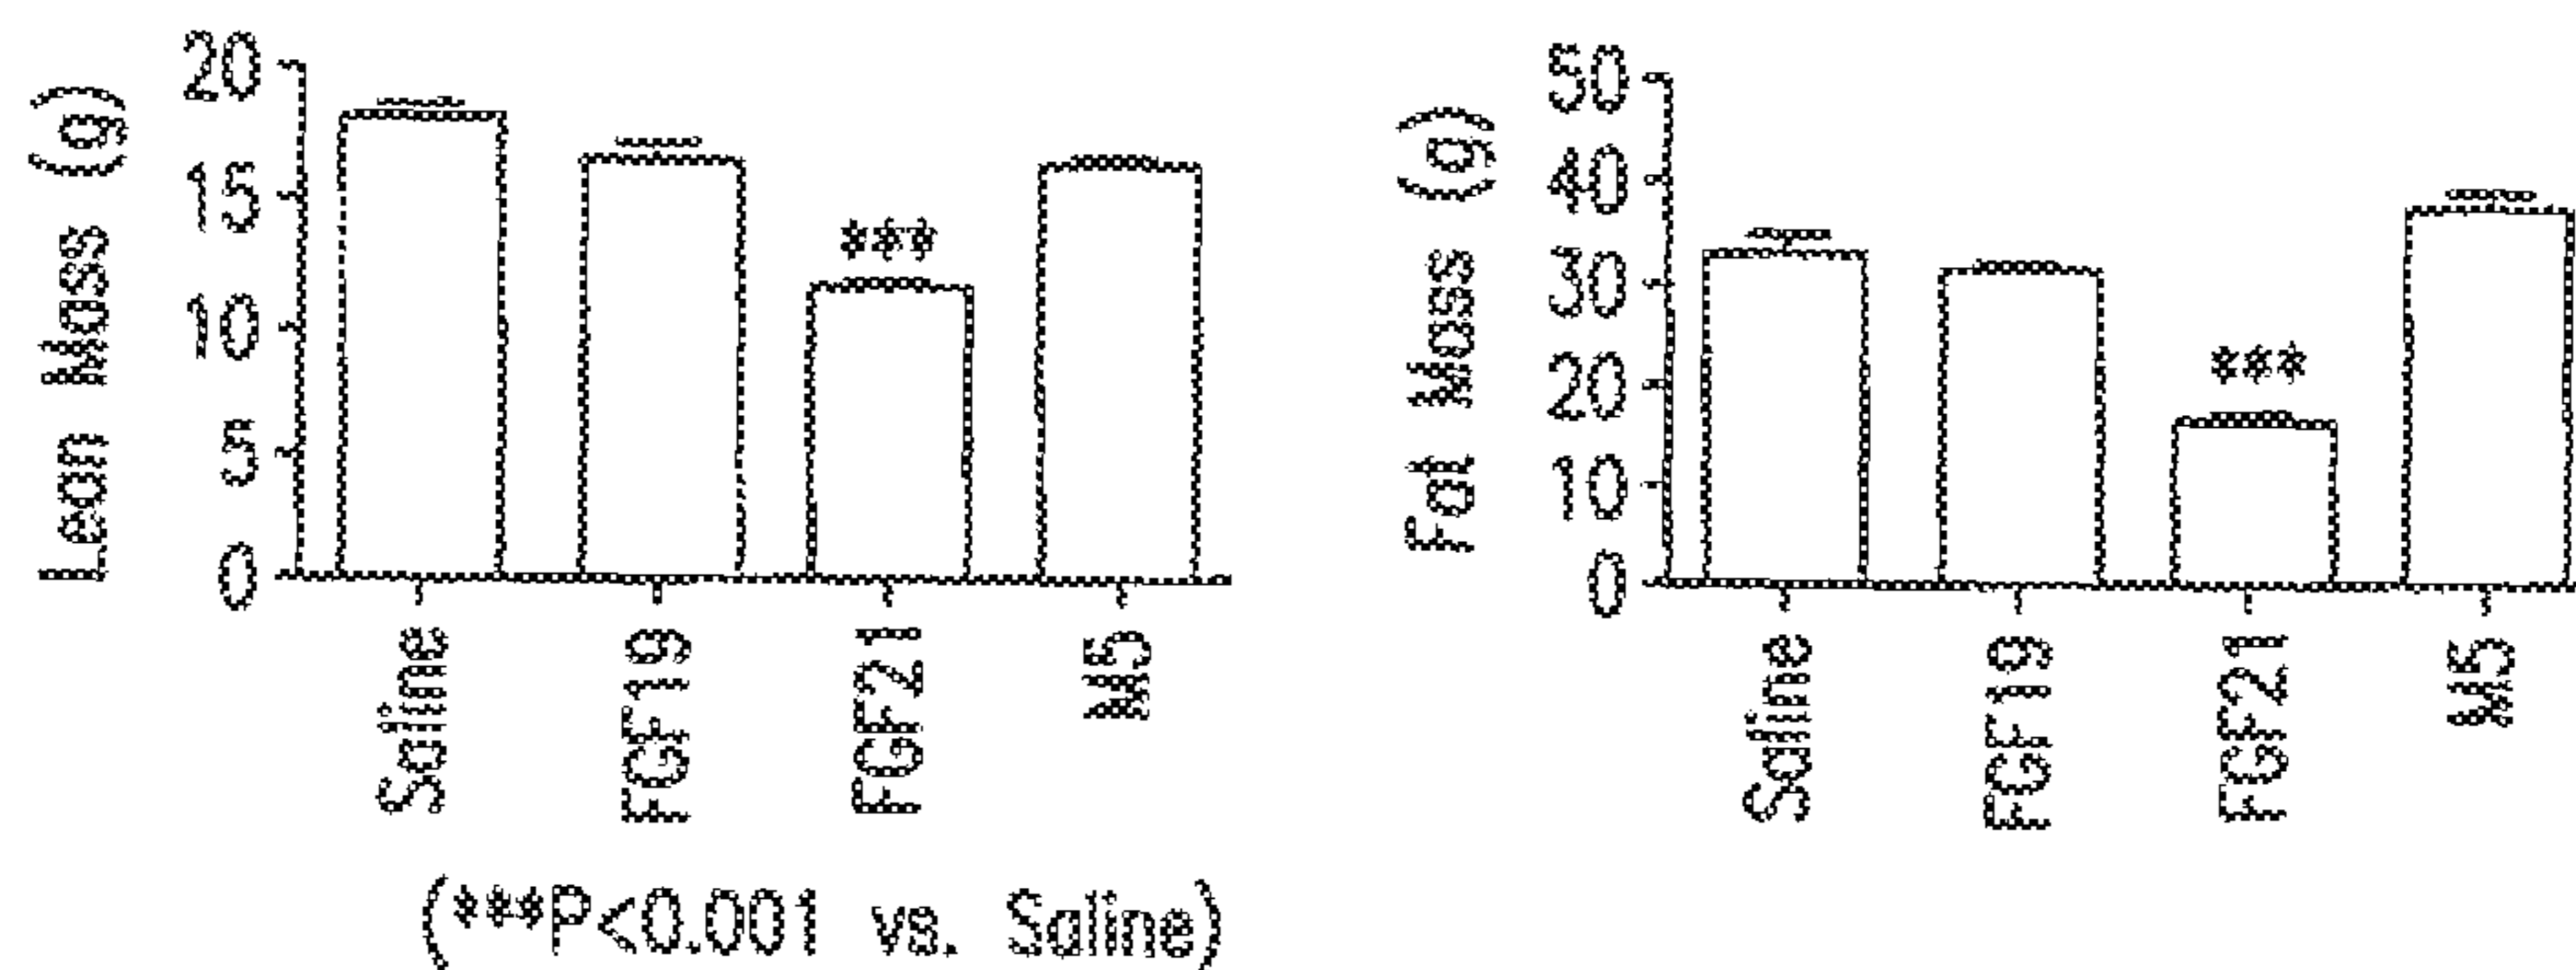 Lean Mass (g)
20
15
10
5
0
***
Saline
FGF19
FGF21
M5
Fat Mass (g)
50
40
30
20
10
0
***
Saline
FGF19
FGF21
M5
(***P<0.001 vs. Saline)